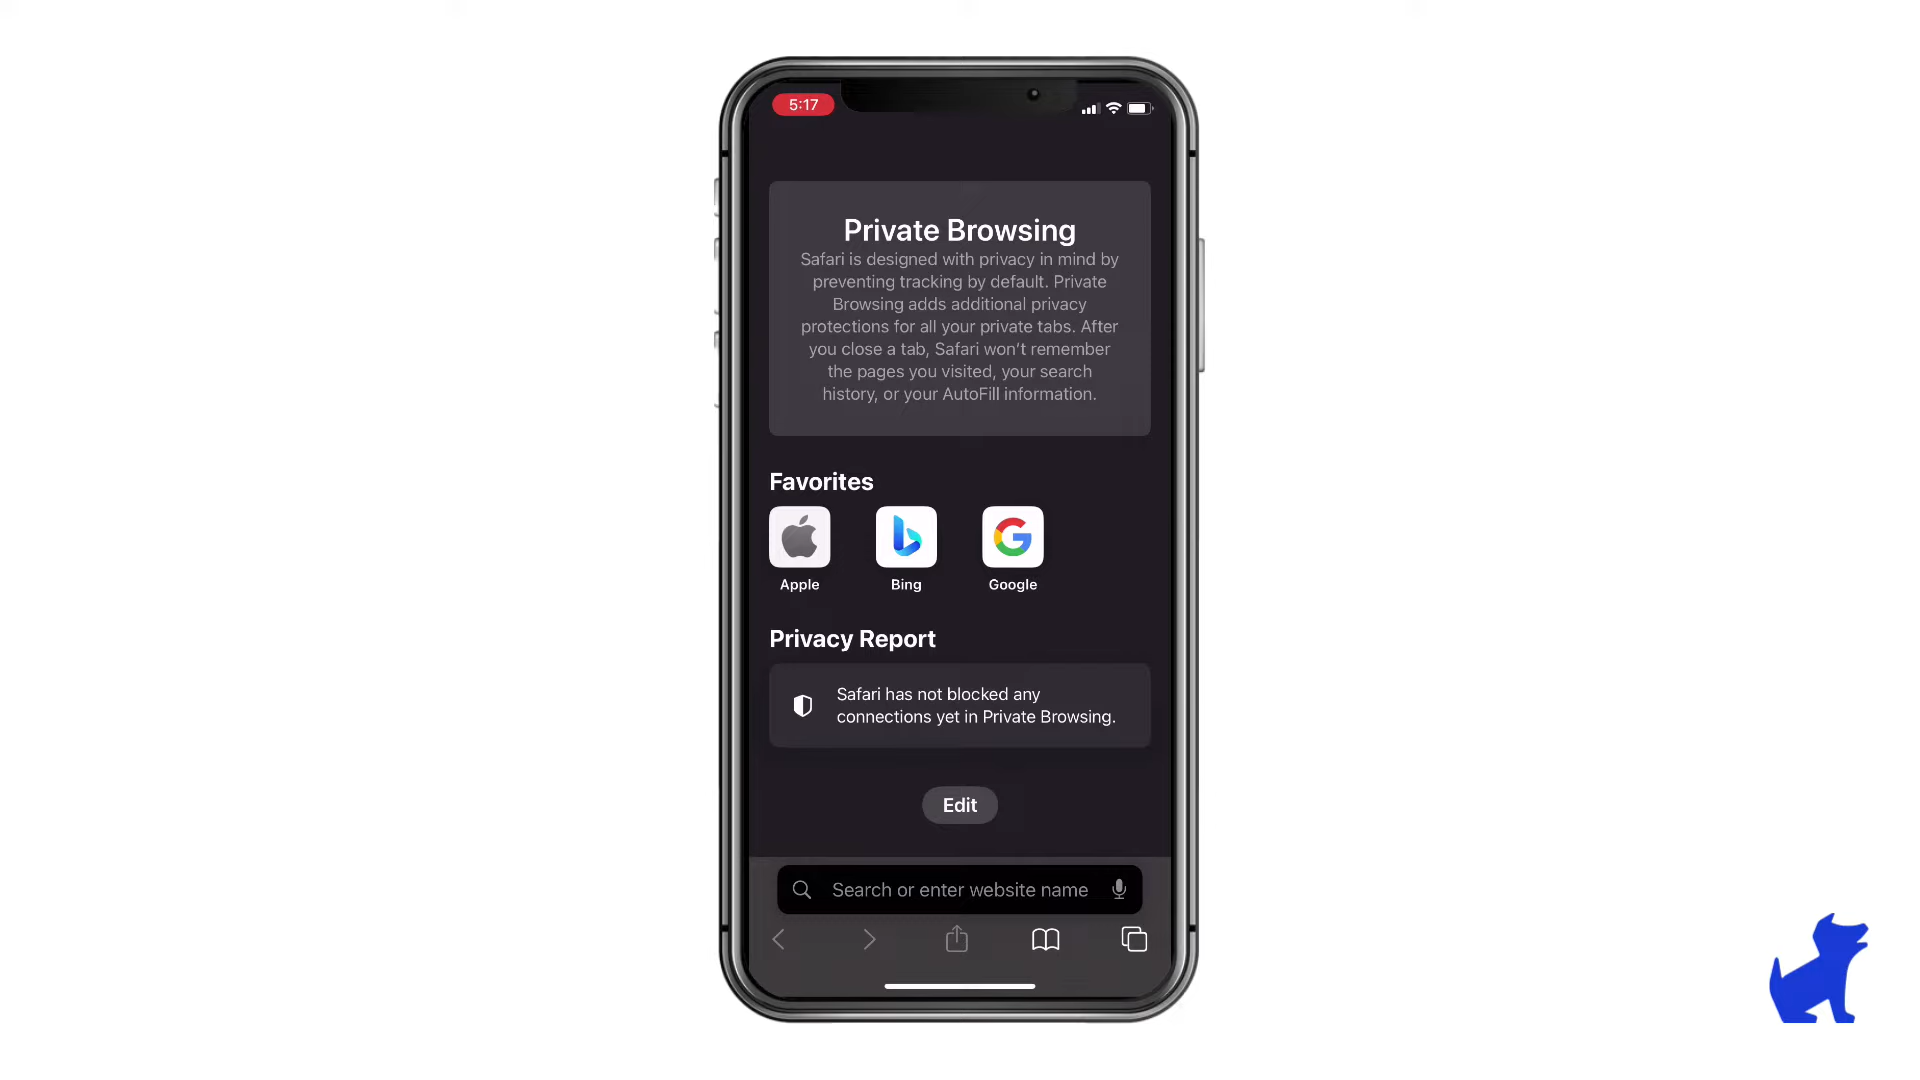 5:17
Private Browsing
Safari is designed with privacy in mind by
preventing tracking by default. Private
Browsing adds additional privacy
protections for all your private tabs. After
you close a tab, Safari won't remember
the pages you visited, your search
history, or your AutoFill information.
Favorites
Apple
Bing
Google
Privacy Report
Safari has not blocked any
connections yet in Private Browsing.
Edit
Search or enter website name